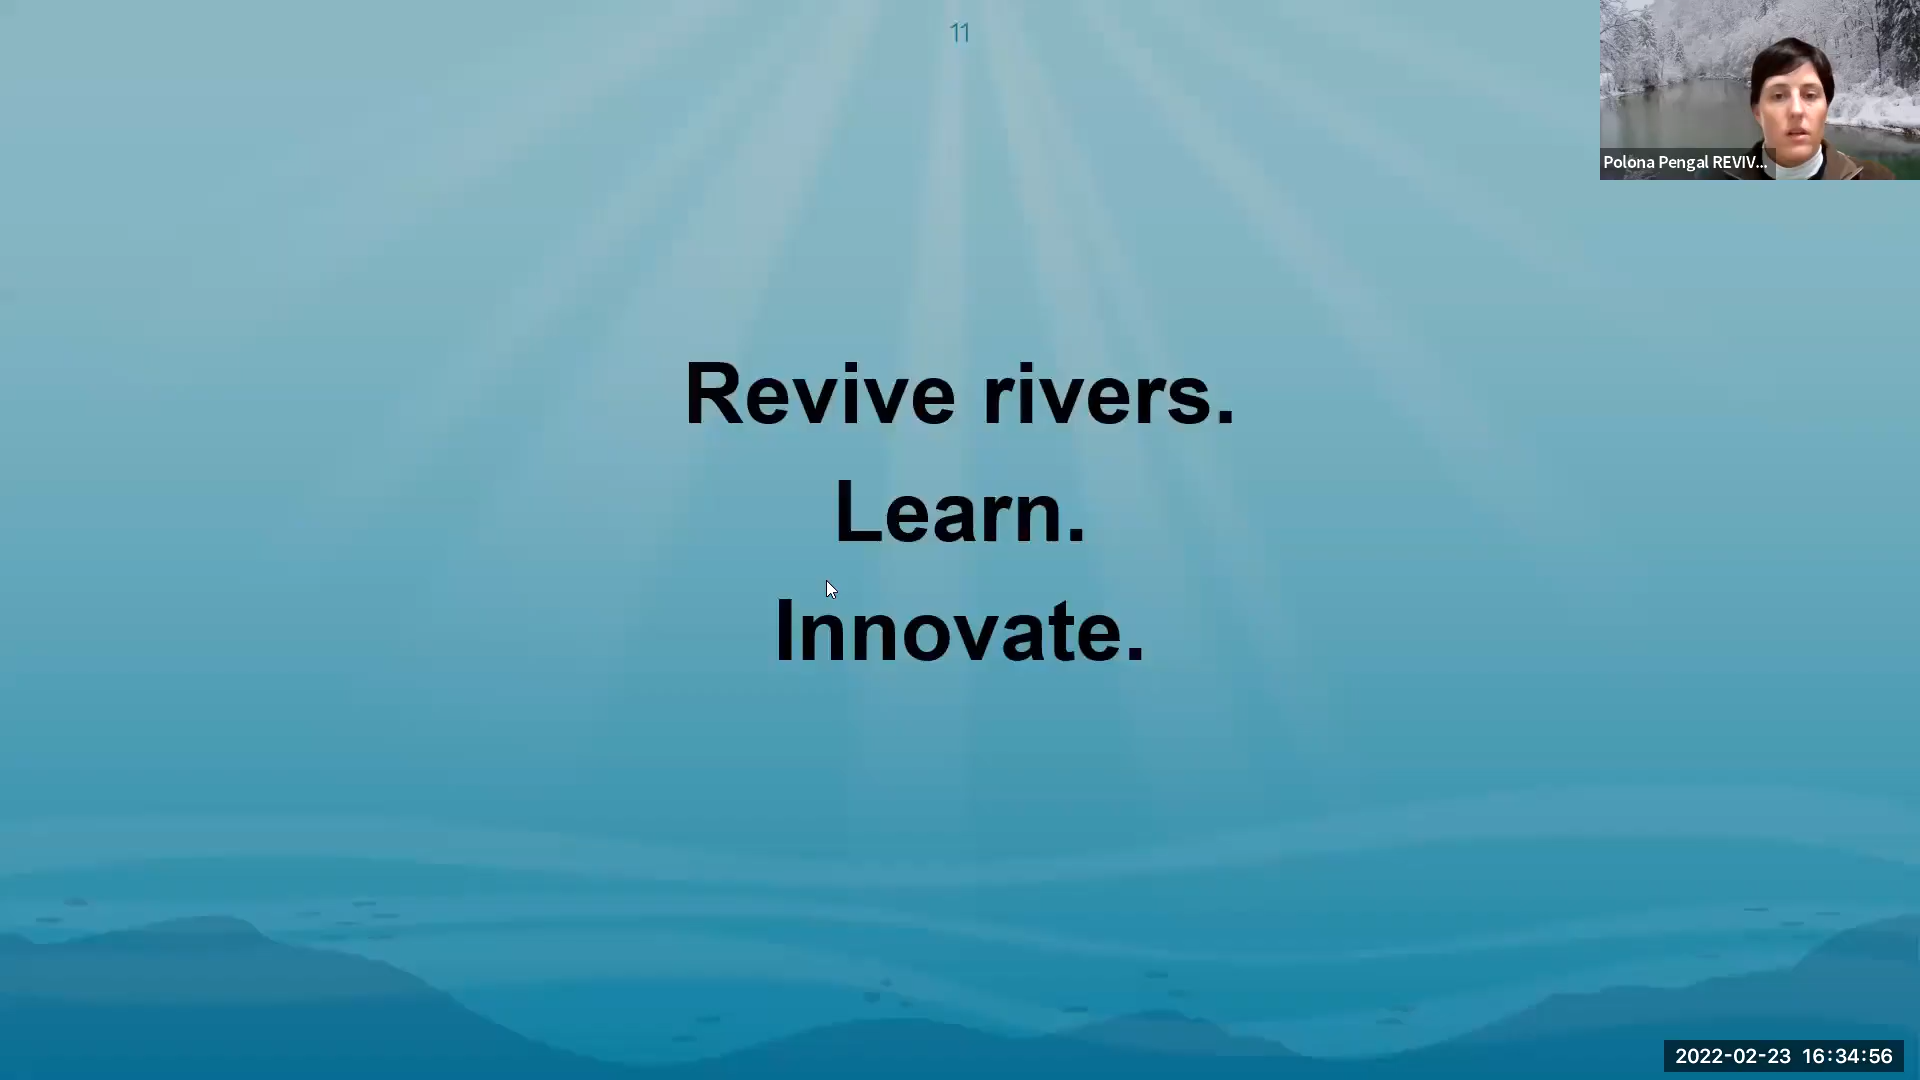 11
Polona Pengal REVIV...
Revive rivers.
Learn.
Innovate.
2022-02-23 16:34:56